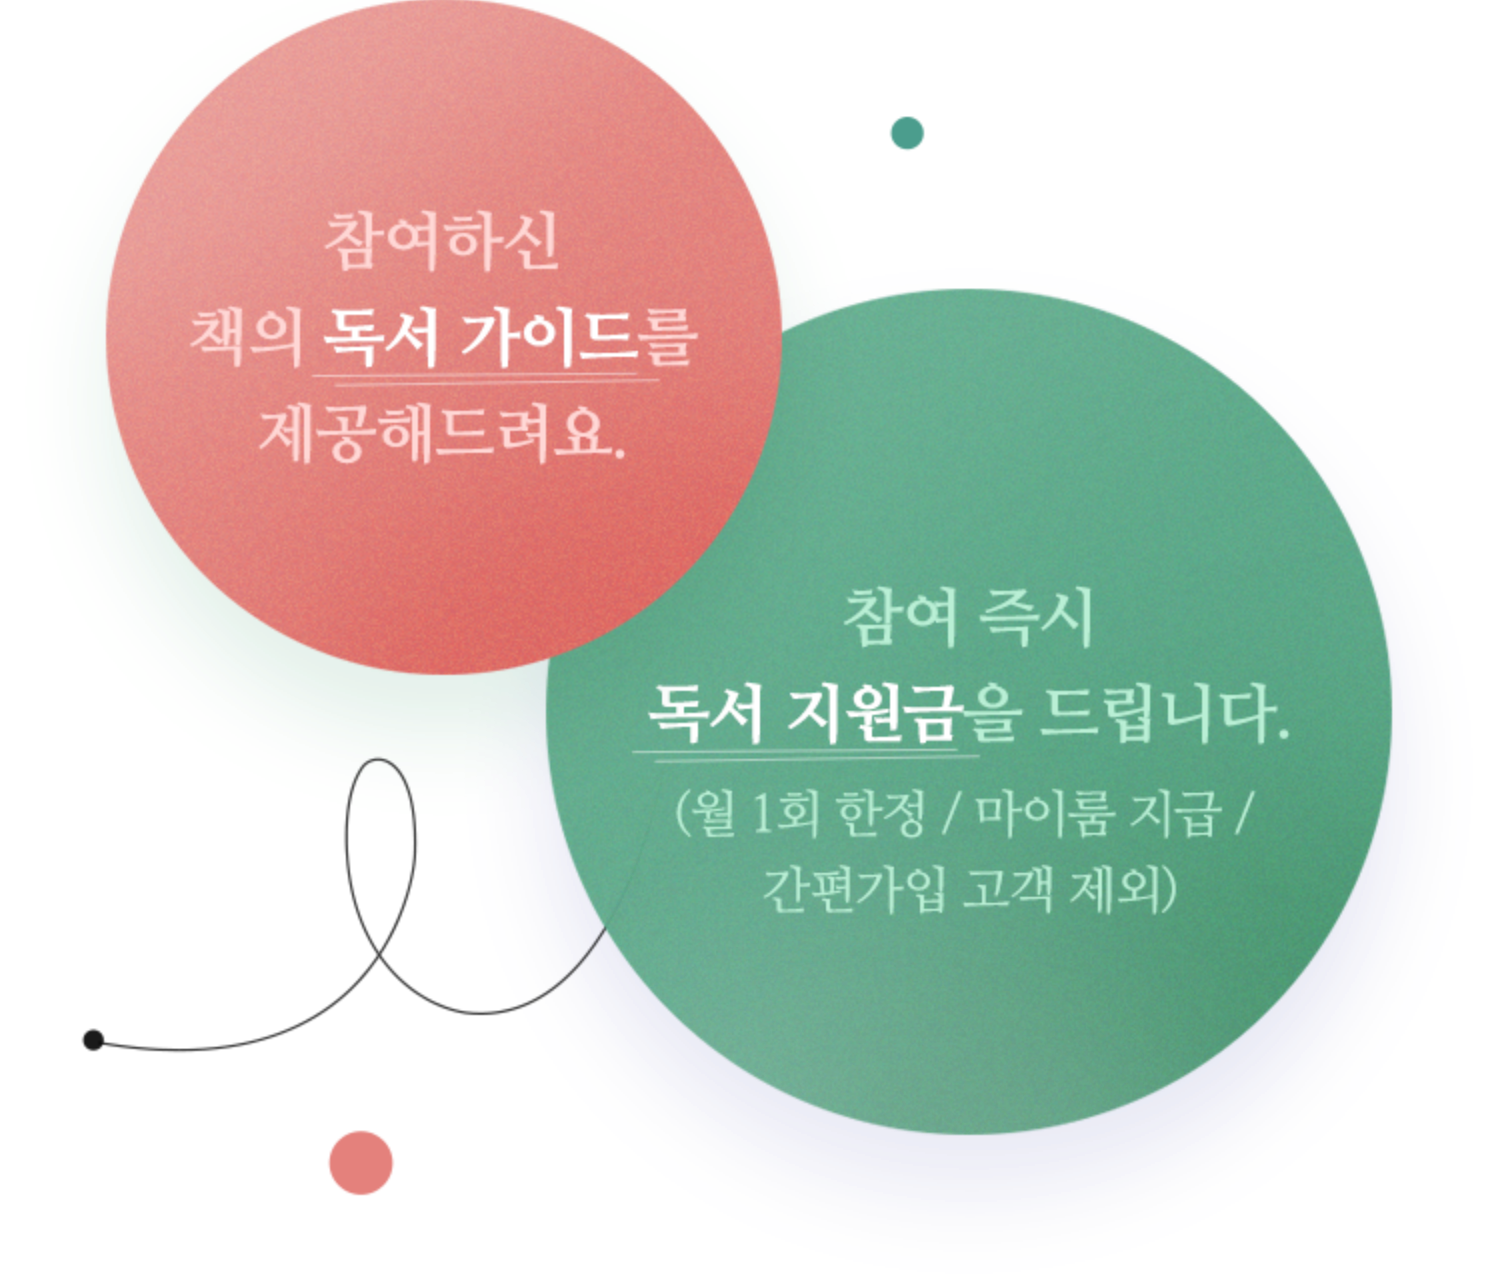 참여하신
책의 독서 가이드를
제공해드려요.
참여 즉시
독서 지원금을 드립니다.
(월 1회 한정 / 마이룸 지급 /
간편가입 고객 제외)